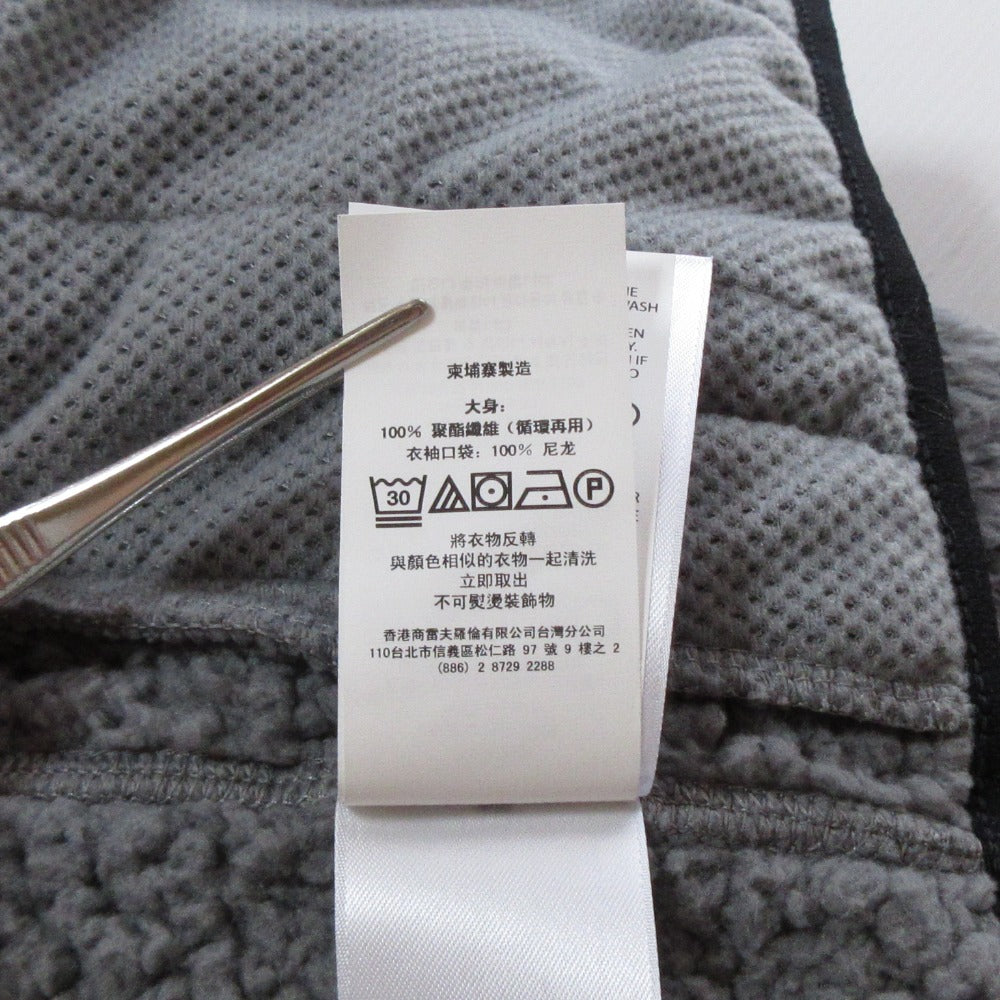 柬埔寨製造
大身:
100% 聚酯纖維 (循環再用)
衣袖口袋: 100% 尼龙
30
P
將衣物反轉
與顏色相似的衣物一起清洗
立即取出
不可熨燙裝飾物
香港商雷夫羅倫有限公司台灣分公司
110台北市信義區松仁路 97 號 9 樓之 2
(886) 2 8729 2288